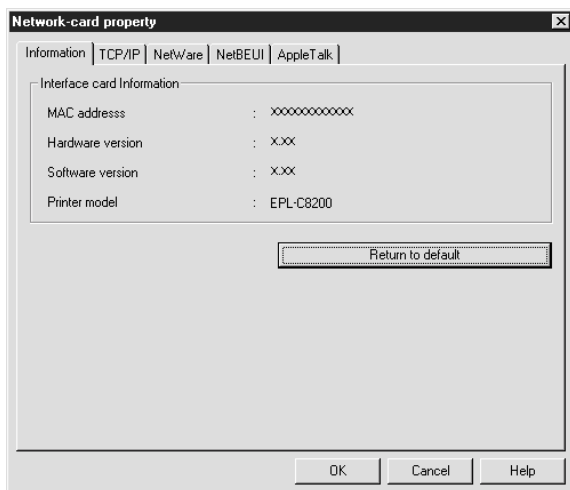 Network-card property
Information TCP/IP NetWare NetBEUI AppleTalk
Interface card Information
MAC addresss : XXXXXXXXXXXX
Hardware version : X.XX
Software version : X.XX
Printer model : EPL-C8200
Return to default
OK Cancel Help